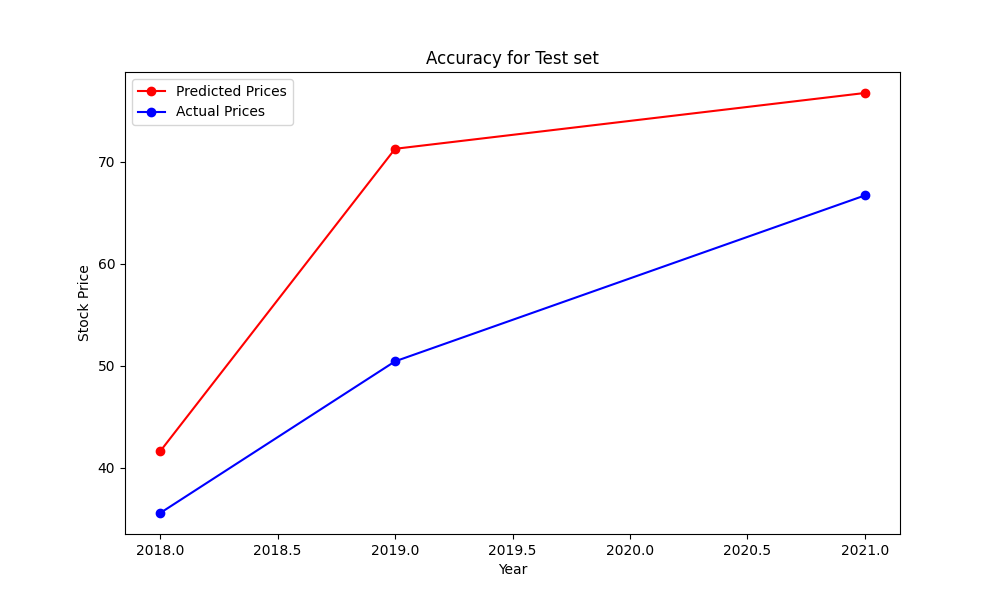 Accuracy for Test set
Predicted Prices
Actual Prices
70
60
50
40
Stock Price
2018.0 2018.5 2019.0 2019.5 2020.0 2020.5 2021.0
Year